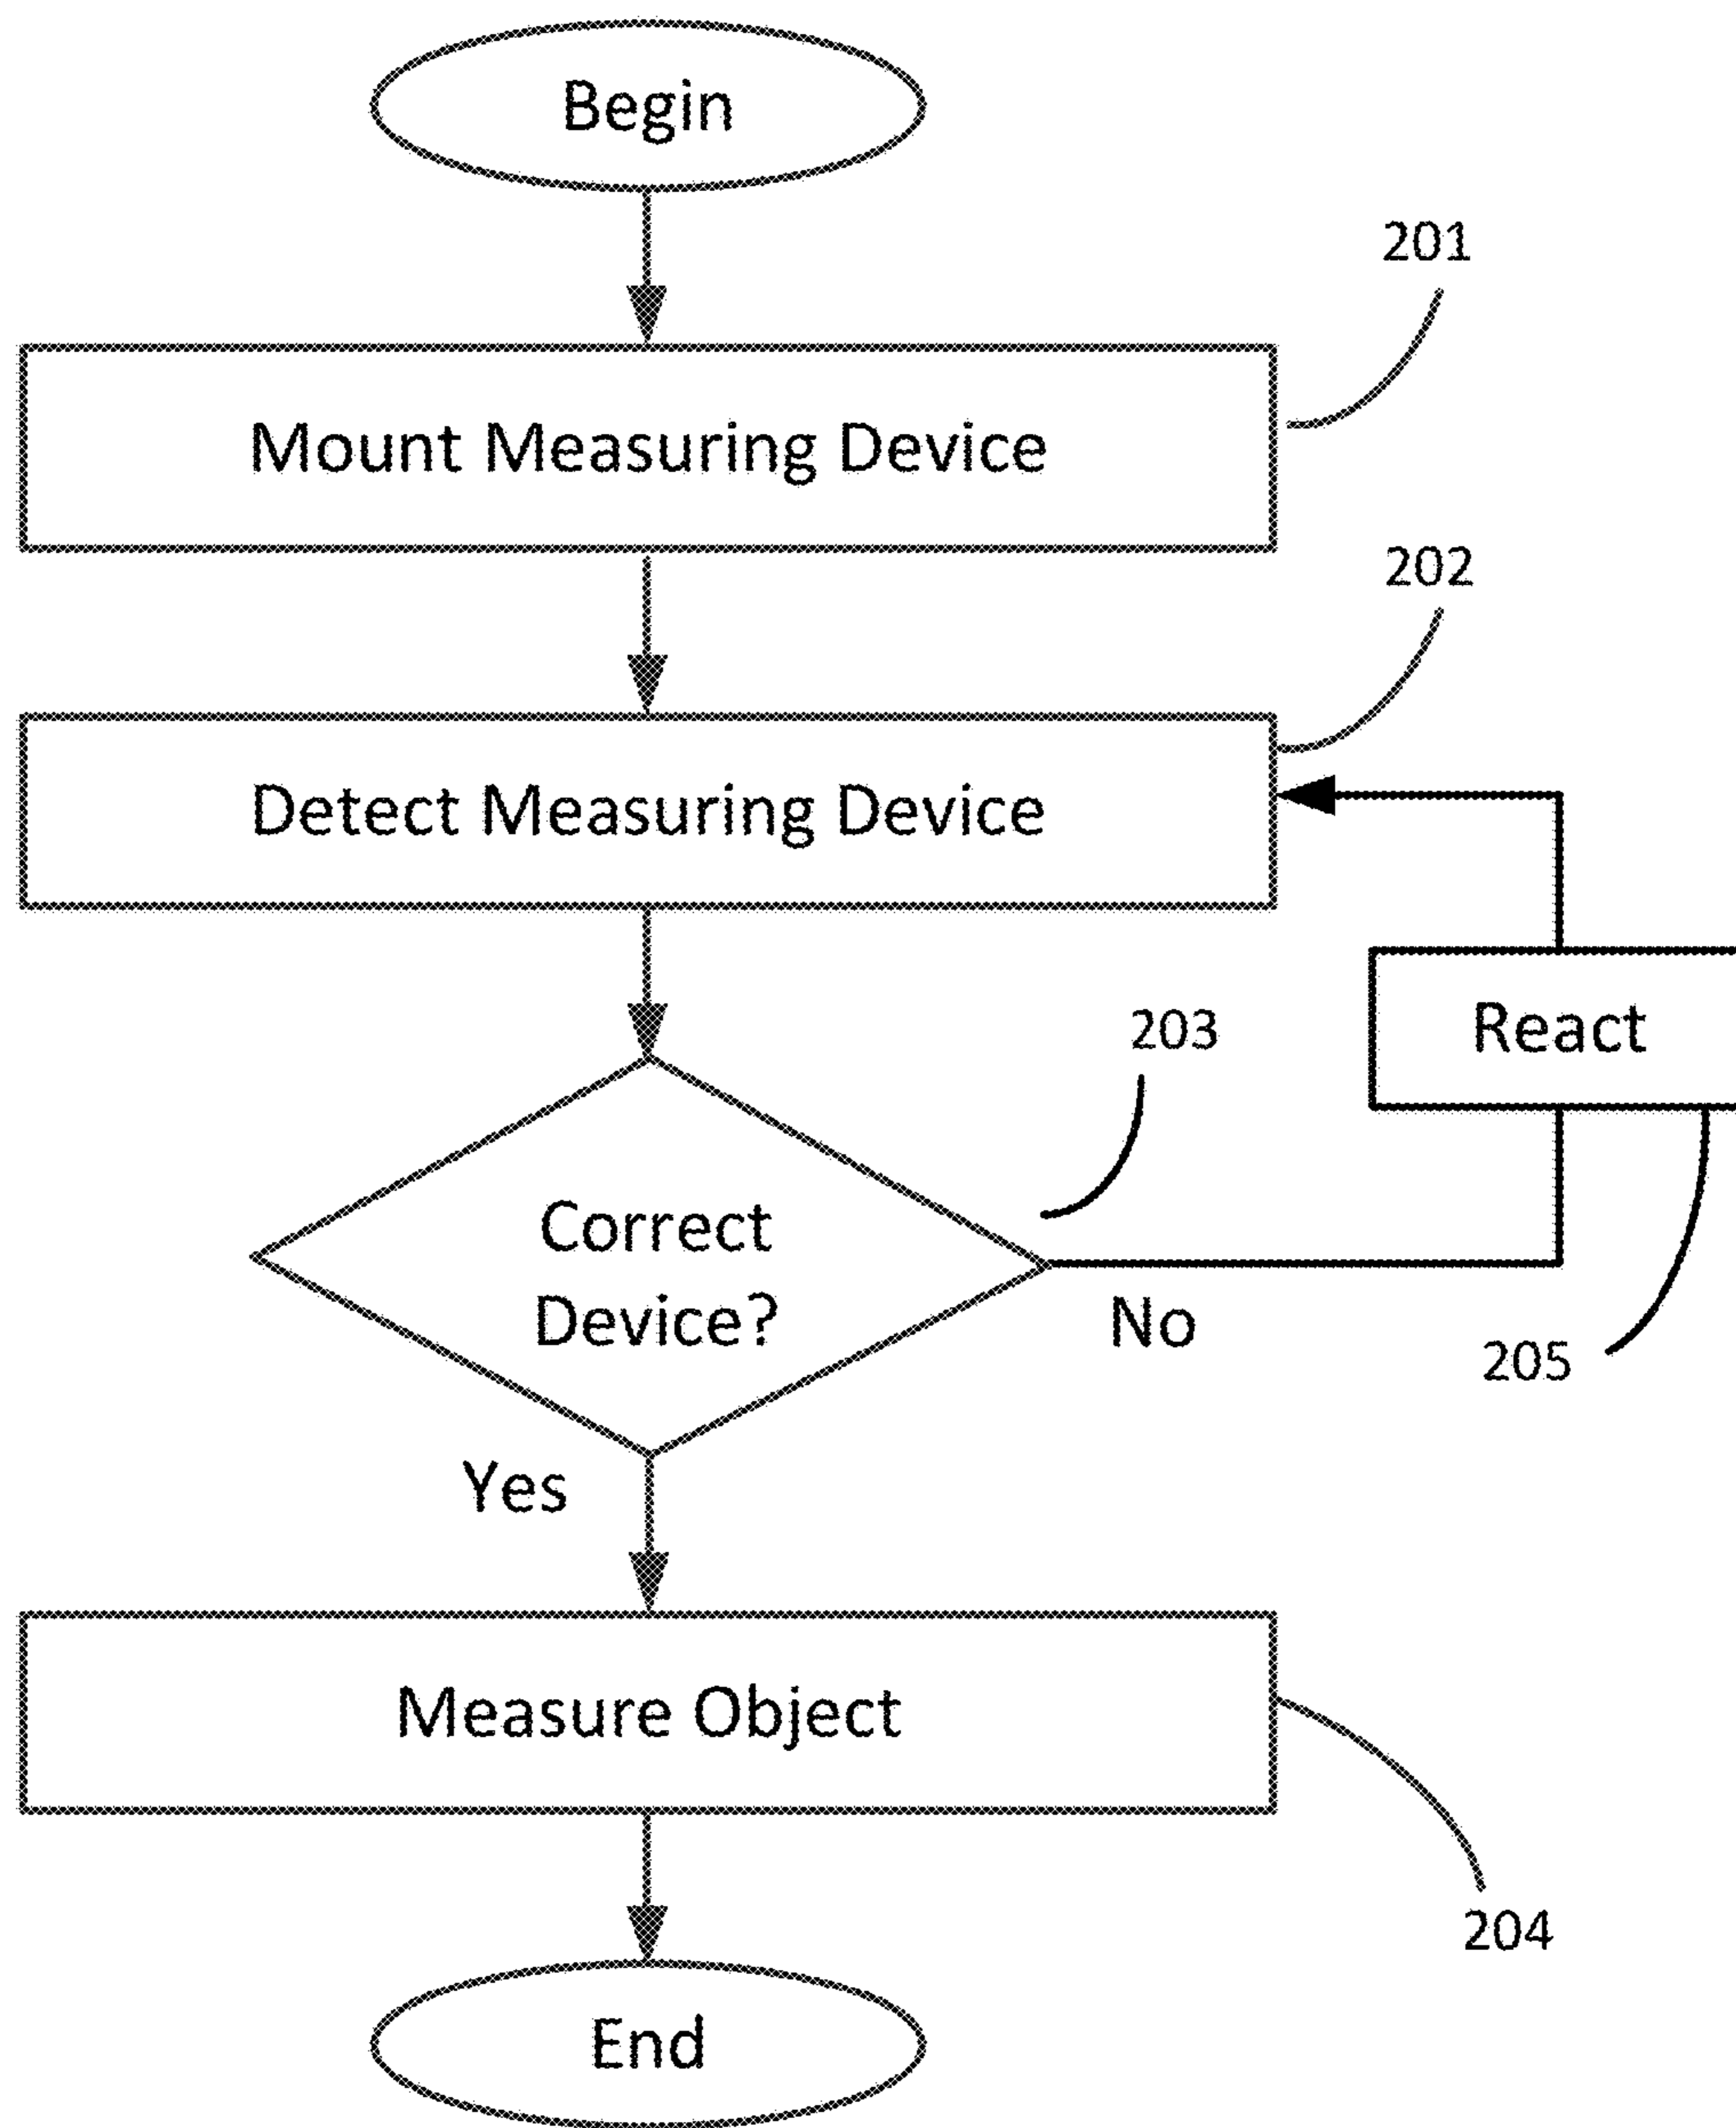 Begin
201
Mount Measuring Device
202
Detect Measuring Device
React
203
Correct
Device?
No
205
Yes
Measure Object
204
End